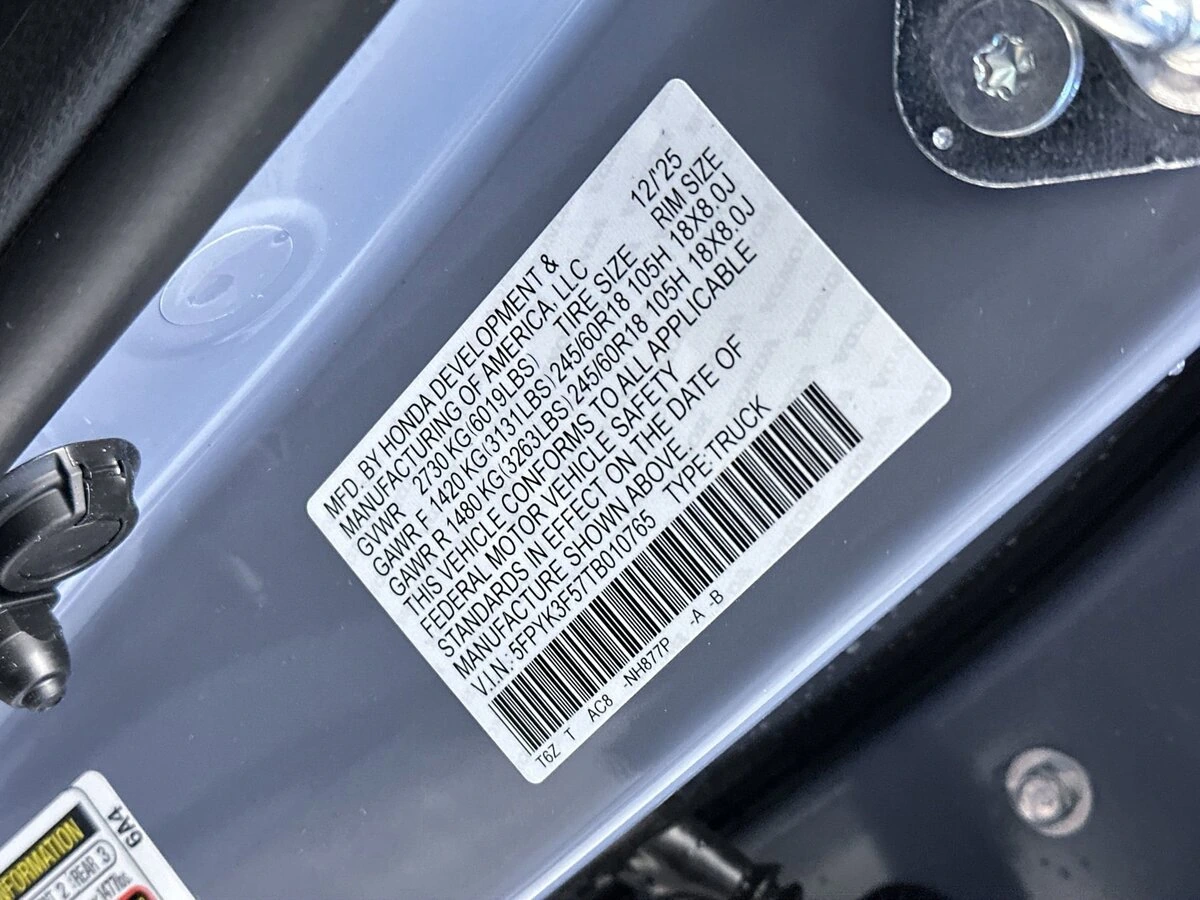 MFD. BY HONDA DEVELOPMENT &
MANUFACTURING OF AMERICA, LLC 12/'25
GVWR 2730KG(6019LBS) TIRE SIZE RIM SIZE
GAWR F 1420KG(3131LBS)245/60R18 105H 18X8.0J
GAWR R 1480KG(3263LBS)245/60R18 105H 18X8.0J
THIS VEHICLE CONFORMS TO ALL APPLICABLE
FEDERAL MOTOR VEHICLE SAFETY
STANDARDS IN EFFECT ON THE DATE OF
MANUFACTURE SHOWN ABOVE.
V.I.N.:5FPYK3F57TB010765 TYPE:TRUCK
T6Z T AC8 -NH877P -A -B
6A4
REAR 3